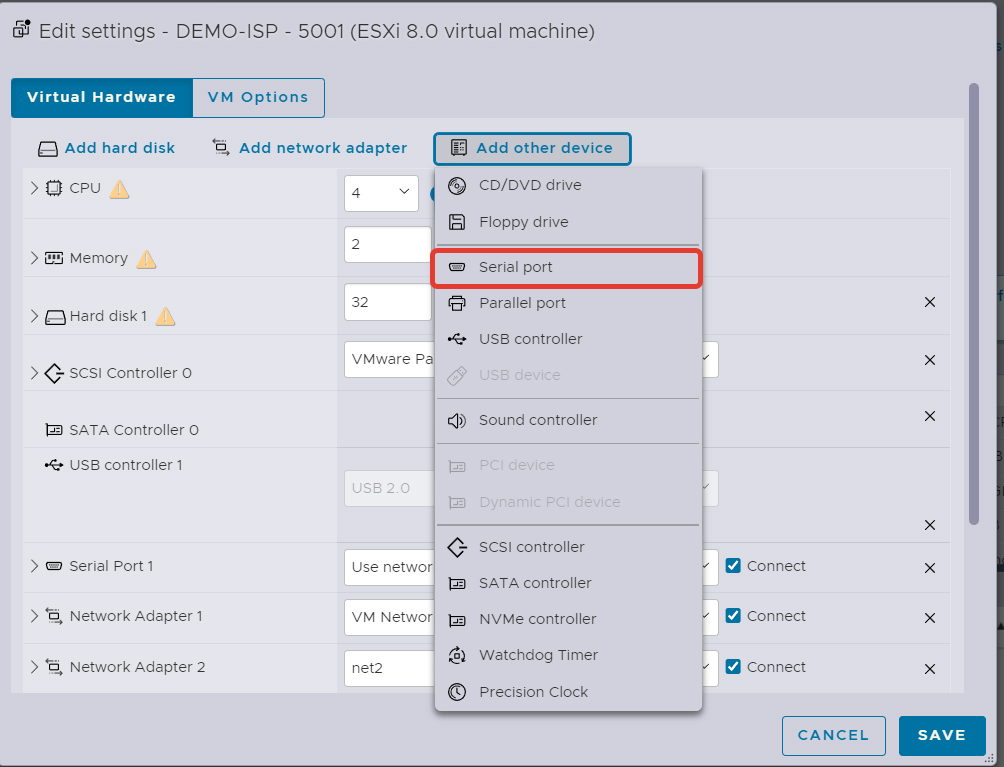 Edit settings - DEMO-ISP - 5001 (ESXi 8.0 virtual machine)
Virtual Hardware
VM Options
Add hard disk
Add network adapter
Add other device
CPU
4
Memory
2
Hard disk 1
32
SCSI Controller 0
VMware Pa
SATA Controller 0
USB controller 1
USB 2.0
Serial Port 1
Use networ
Connect
Network Adapter 1
VM Networ
Connect
Network Adapter 2
net2
Connect
CD/DVD drive
Floppy drive
Serial port
Parallel port
USB controller
USB device
Sound controller
PCI device
Dynamic PCI device
SCSI controller
SATA controller
NVMe controller
Watchdog Timer
Precision Clock
CANCEL
SAVE